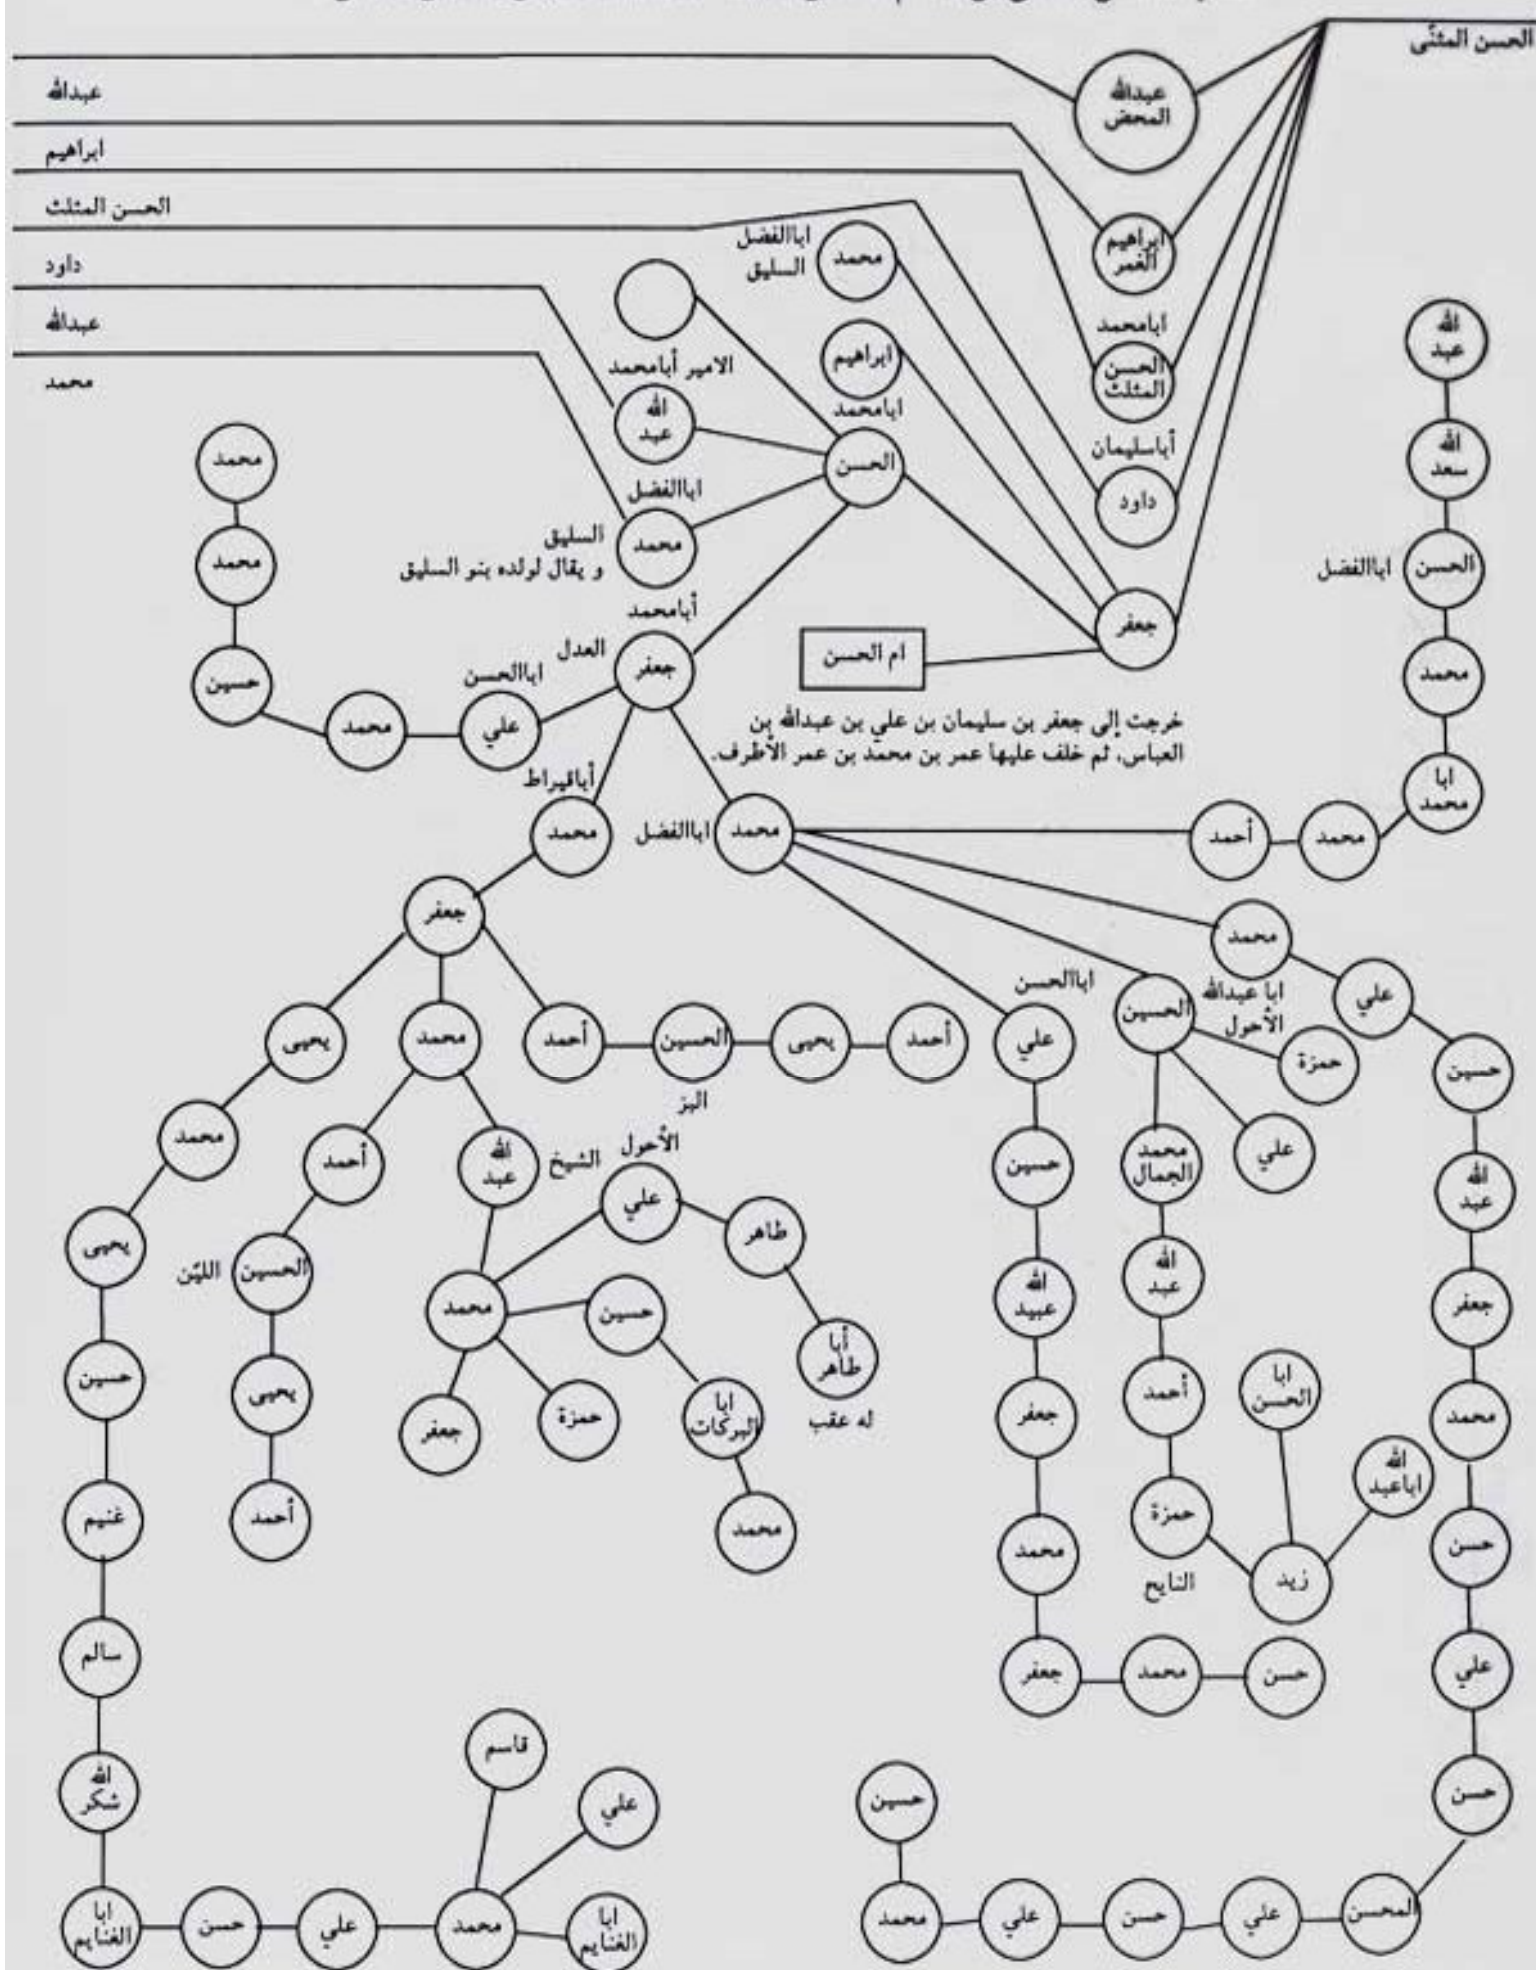 الحسن المثنّى
عبدالله
المحض
عبدالله
ابراهيم
الحسن المثلث
داود
عبدالله
محمد
ابراهيم
الغمر
ابامحمد
الحسن
المثلث
أباسليمان
داود
جعفر
اباالفضل
السليق
محمد
ابراهيم
ابامحمد
الحسن
الامير أبامحمد
الله
عبد
اباالفضل
السليق
و يقال لولده بنو السليق
محمد
أبامحمد
العدل
جعفر
ام الحسن
خرجت إلى جعفر بن سليمان بن علي بن عبدالله بن
العباس، ثم خلف عليها عمر بن محمد بن عمر الأطرف.
اباالحسن
علي
محمد
حسين
محمد
محمد
الله
عبد
الله
سعد
اباالفضل
الحسن
محمد
ابا
محمد
محمد
أحمد
اباالفضل
محمد
أباقيراط
محمد
جعفر
محمد
علي
حسين
الله
عبد
جعفر
محمد
حسن
علي
حسن
المحسن
علي
حسن
علي
محمد
حسين
ابا عبدالله
الأحول
الحسين
حمزة
علي
محمد
الجمال
الله
عبد
أحمد
حمزة
النايح
زيد
ابا
الحسن
الله
اباعبد
اباالحسن
علي
حسين
الله
عبيد
جعفر
محمد
جعفر
محمد
حسن
أحمد
الحسين
البز
يحيى
أحمد
محمد
الله
عبد
الشيخ
محمد
الأحول
علي
طاهر
أبا
طاهر
له عقب
حسين
ابا
البركات
محمد
حمزة
جعفر
أحمد
الحسين
الليّن
يحيى
أحمد
يحيى
محمد
يحيى
حسين
غنيم
سالم
الله
شكر
ابا
الغنايم
حسن
علي
محمد
قاسم
علي
ابا
الغنايم